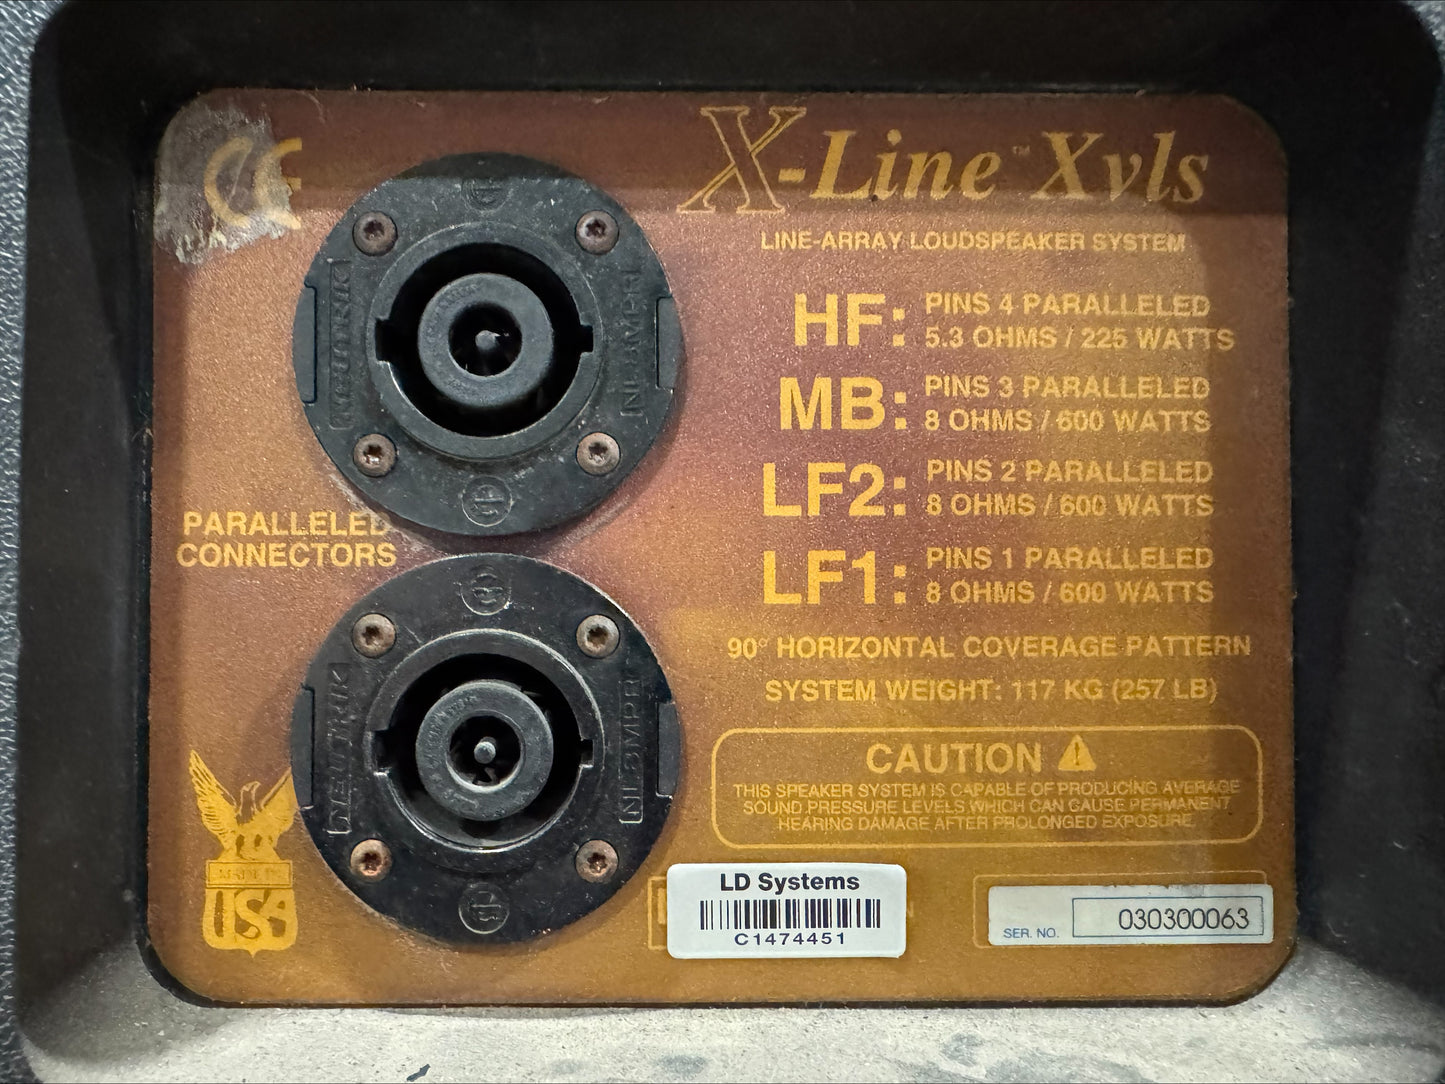 CE
X-Line™ Xvls
LINE-ARRAY LOUDSPEAKER SYSTEM
HF: PINS 4 PARALLELED
5.3 OHMS / 225 WATTS
MB: PINS 3 PARALLELED
8 OHMS / 600 WATTS
LF2: PINS 2 PARALLELED
8 OHMS / 600 WATTS
LF1: PINS 1 PARALLELED
8 OHMS / 600 WATTS
90° HORIZONTAL COVERAGE PATTERN
SYSTEM WEIGHT: 117 KG (257 LB)
CAUTION
THIS SPEAKER SYSTEM IS CAPABLE OF PRODUCING AVERAGE
SOUND PRESSURE LEVELS WHICH CAN CAUSE PERMANENT
HEARING DAMAGE AFTER PROLONGED EXPOSURE
PARALLELED
CONNECTORS
NEUTRIK
NL8MPR
NEUTRIK
NL8MPR
MADE IN
USA
LD Systems
C1474451
SER. NO. 030300063